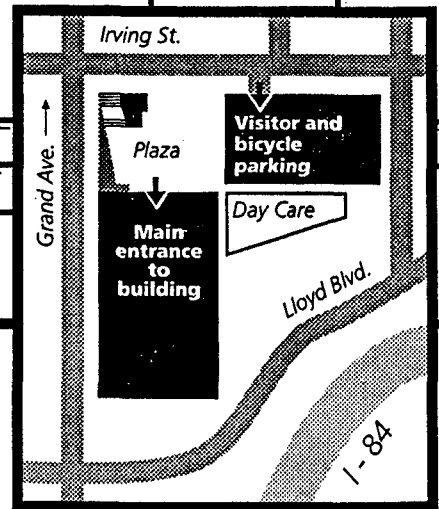 Irving St.
Grand Ave.
Plaza
Visitor and
bicycle
parking
Main
entrance
to
building
Day Care
Lloyd Blvd.
I - 84